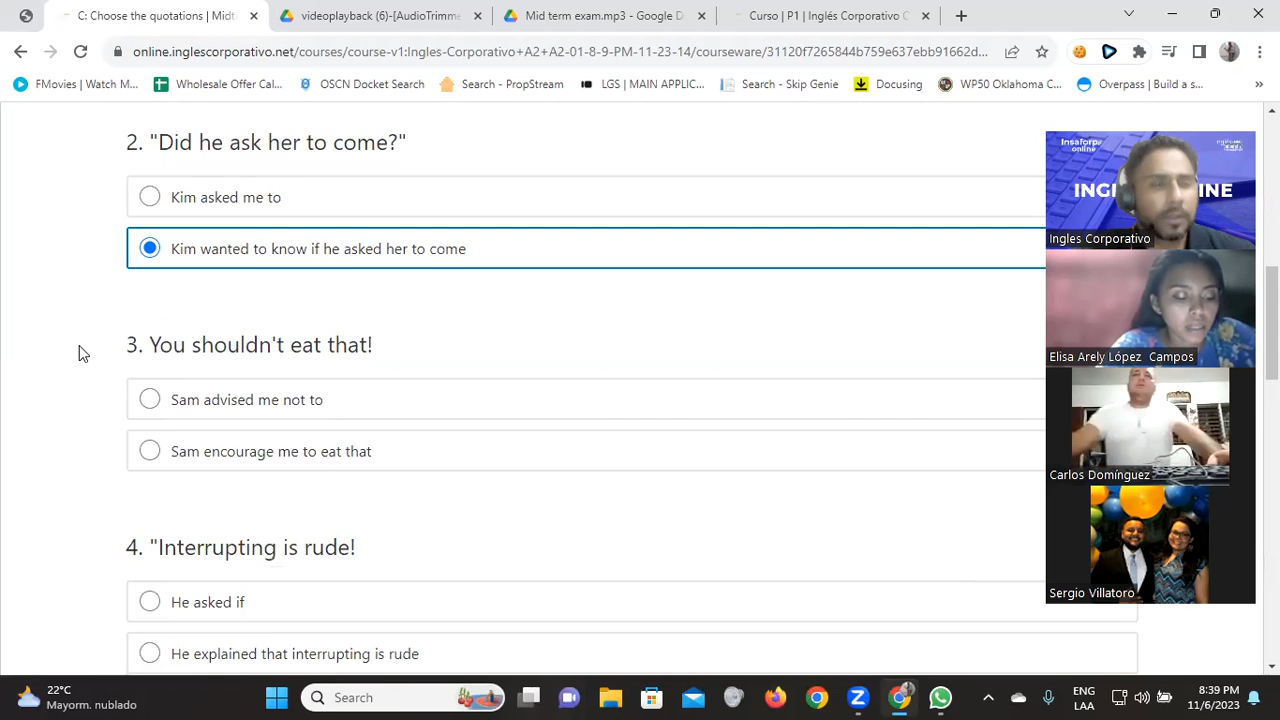 C: Choose the quotations | Midt
videoplayback (6)-[AudioTrimme
Mid term exam.mp3 - Google D
Curso | P1 | Inglés Corporativo C
online.inglescorporativo.net/courses/course-v1:Ingles-Corporativo+A2+A2-01-8-9-PM-11-23-14/courseware/31120f7265844b759e637ebb91662d...
FMovies | Watch M...
Wholesale Offer Cal...
OSCN Docket Search
Search - PropStream
LGS | MAIN APPLIC...
Search - Skip Genie
Docusing
WP50 Oklahoma C...
Overpass | Build a s...
2. "Did he ask her to come?"
Kim asked me to
Kim wanted to know if he asked her to come
3. You shouldn't eat that!
Sam advised me not to
Sam encourage me to eat that
4. "Interrupting is rude!
He asked if
He explained that interrupting is rude
Insaforp
online
INGL
INE
Ingles Corporativo
Elisa Arely López Campos
Carlos Domínguez
Sergio Villatoro
22°C
Mayorm. nublado
Search
ENG
LAA
8:39 PM
11/6/2023